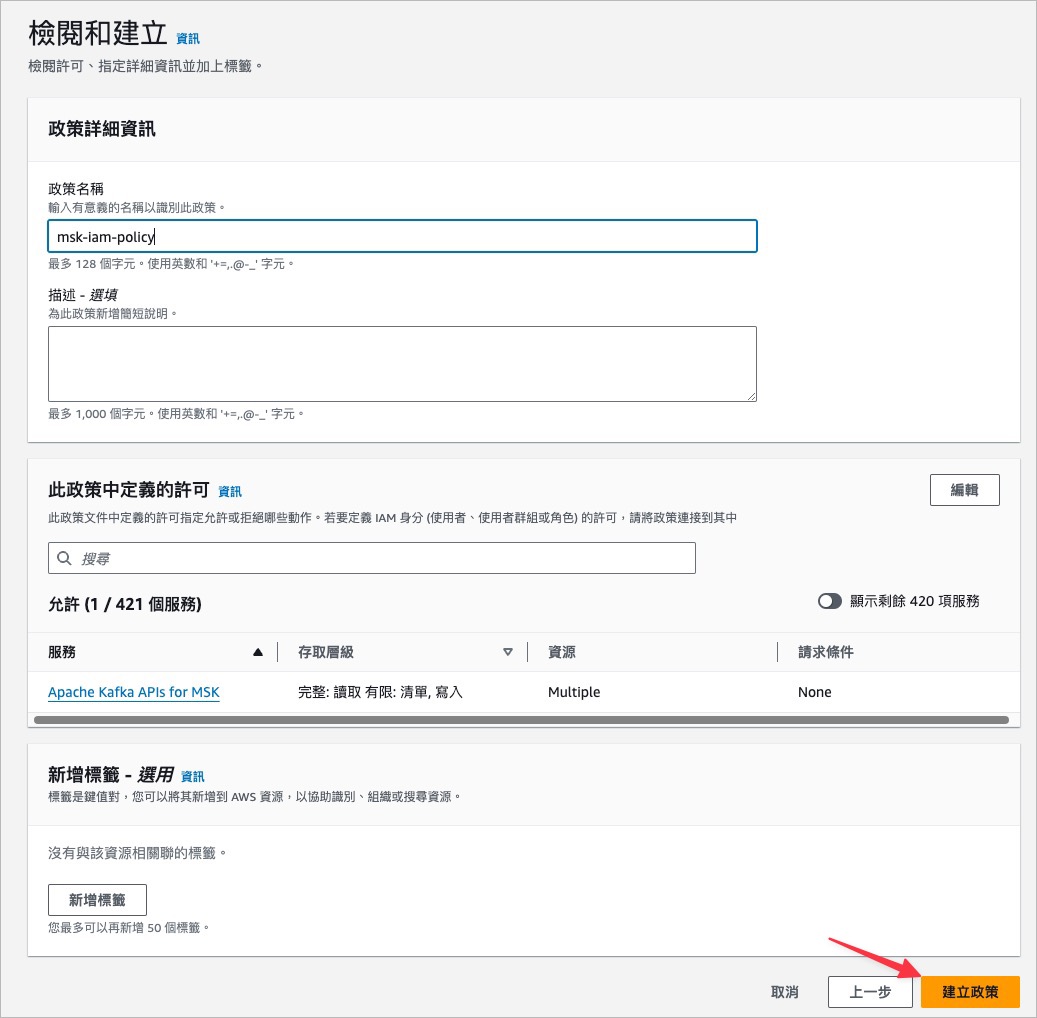 檢閱和建立 資訊
檢閱許可、指定詳細資訊並加上標籤。
政策詳細資訊
政策名稱
輸入有意義的名稱以識別此政策。
msk-iam-policy
最多 128 個字元。使用英數和 '+=,.@-_' 字元。
描述 - 選填
為此政策新增簡短說明。
最多 1,000 個字元。使用英數和 '+=,.@-_' 字元。
此政策中定義的許可 資訊
編輯
此政策文件中定義的許可指定允許或拒絕哪些動作。若要定義 IAM 身分 (使用者、使用者群組或角色) 的許可，請將政策連接到其中
搜尋
允許 (1 / 421 個服務)
顯示剩餘 420 項服務
服務 存取層級 資源 請求條件
Apache Kafka APIs for MSK 完整: 讀取 有限: 清單, 寫入 Multiple None
新增標籤 - 選用 資訊
標籤是鍵值對，您可以將其新增到 AWS 資源，以協助識別、組織或搜尋資源。
沒有與該資源相關聯的標籤。
新增標籤
您最多可以再新增 50 個標籤。
取消 上一步 建立政策